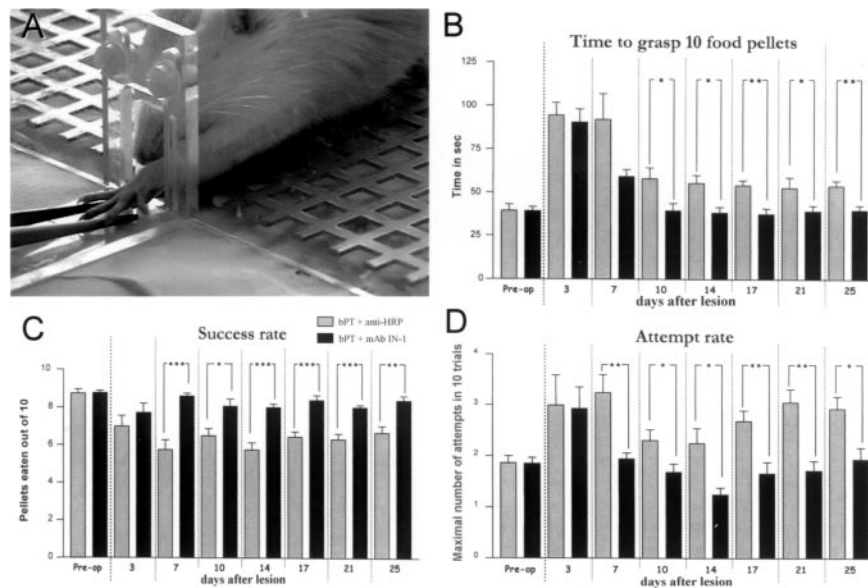 A
B
Time to grasp 10 food pellets
Time in sec
125
100
75
50
25
0
* * ** * **
Pre-op 3 7 10 14 17 21 25
days after lesion
C
Success rate
bPT + anti-HRP
bPT + mAb IN-1
Pellets eaten out of 10
10
8
6
4
2
0
*** * *** *** *** **
Pre-op 3 7 10 14 17 21 25
days after lesion
D
Attempt rate
Maximal number of attempts in 10 trials
4
3
2
1
0
** * * ** ** *
Pre-op 3 7 10 14 17 21 25
days after lesion